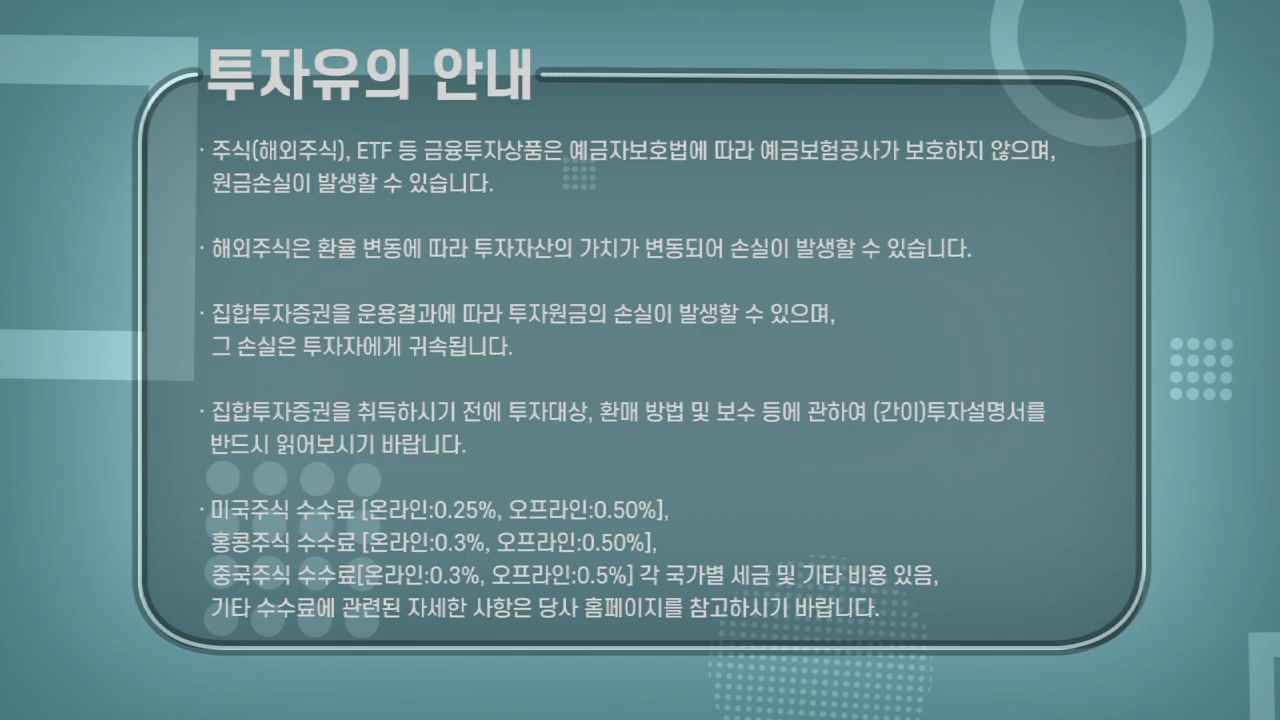 투자유의 안내
· 주식(해외주식), ETF 등 금융투자상품은 예금자보호법에 따라 예금보험공사가 보호하지 않으며,
원금손실이 발생할 수 있습니다.
· 해외주식은 환율 변동에 따라 투자자산의 가치가 변동되어 손실이 발생할 수 있습니다.
· 집합투자증권을 운용결과에 따라 투자원금의 손실이 발생할 수 있으며,
그 손실은 투자자에게 귀속됩니다.
· 집합투자증권을 취득하시기 전에 투자대상, 환매 방법 및 보수 등에 관하여 (간이)투자설명서를
반드시 읽어보시기 바랍니다.
· 미국주식 수수료 [온라인:0.25%, 오프라인:0.50%],
홍콩주식 수수료 [온라인:0.3%, 오프라인:0.50%],
중국주식 수수료[온라인:0.3%, 오프라인:0.5%] 각 국가별 세금 및 기타 비용 있음,
기타 수수료에 관련된 자세한 사항은 당사 홈페이지를 참고하시기 바랍니다.